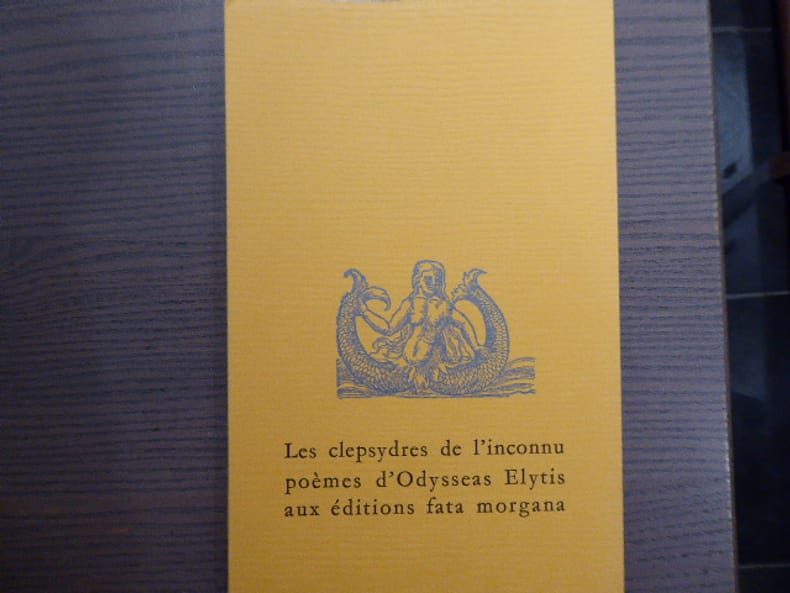 Les clepsydres de l'inconnu
poèmes d'Odysseas Elytis
aux éditions fata morgana